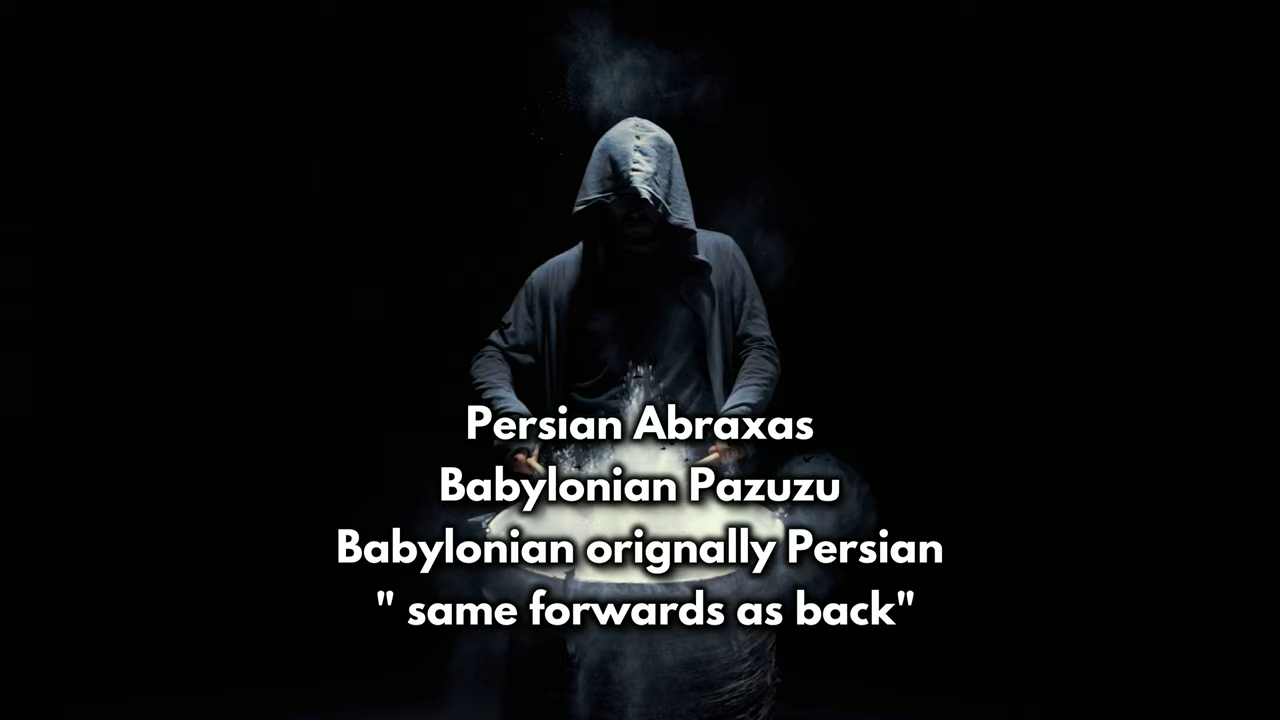 Persian Abraxas
Babylonian Pazuzu
Babylonian orignally Persian
" same forwards as back"